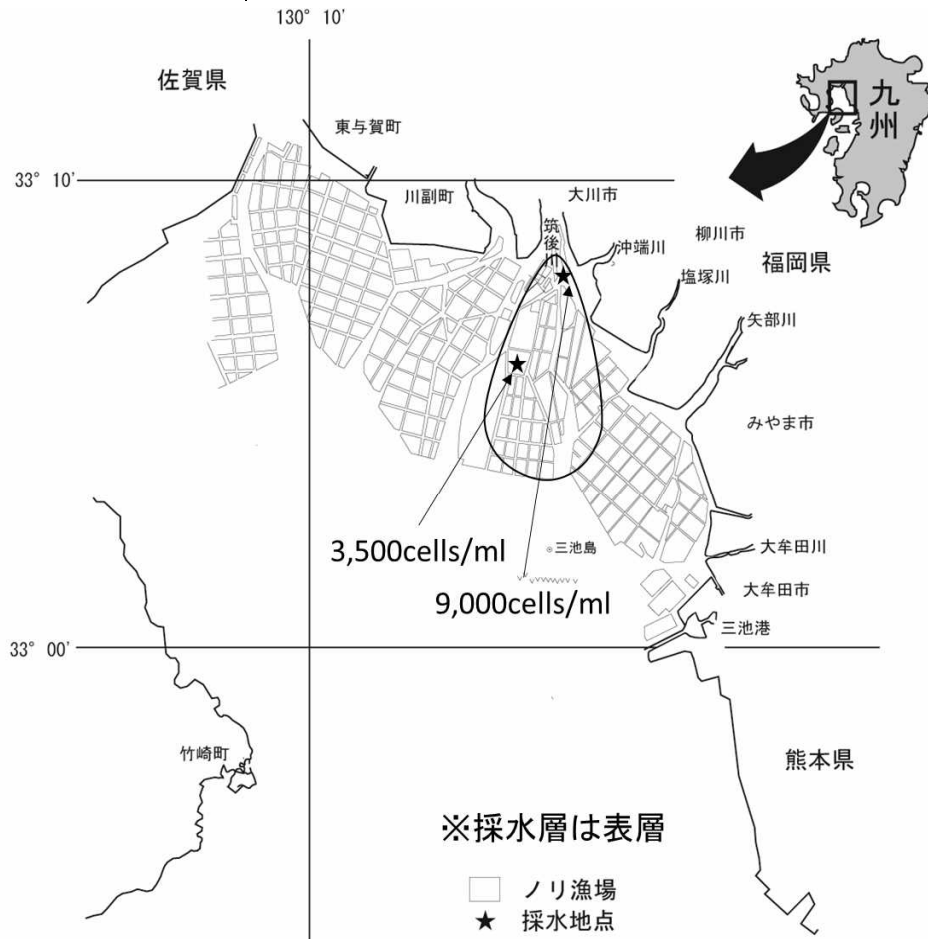 130° 10'
佐賀県
九州
東与賀町
33° 10'
川副町
大川市
筑後川
沖端川
柳川市
福岡県
塩塚川
矢部川
みやま市
3,500cells/ml
三池島
大牟田川
9,000cells/ml
大牟田市
三池港
33° 00'
竹崎町
熊本県
※採水層は表層
ノリ漁場
★ 採水地点